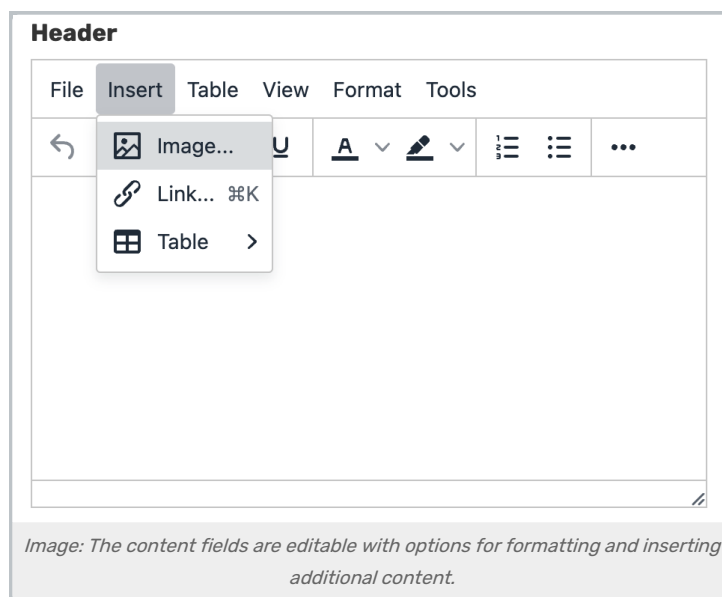 Header
File Insert Table View Format Tools
Image...
Link... ⌘K
Table
U A
Image: The content fields are editable with options for formatting and inserting
additional content.